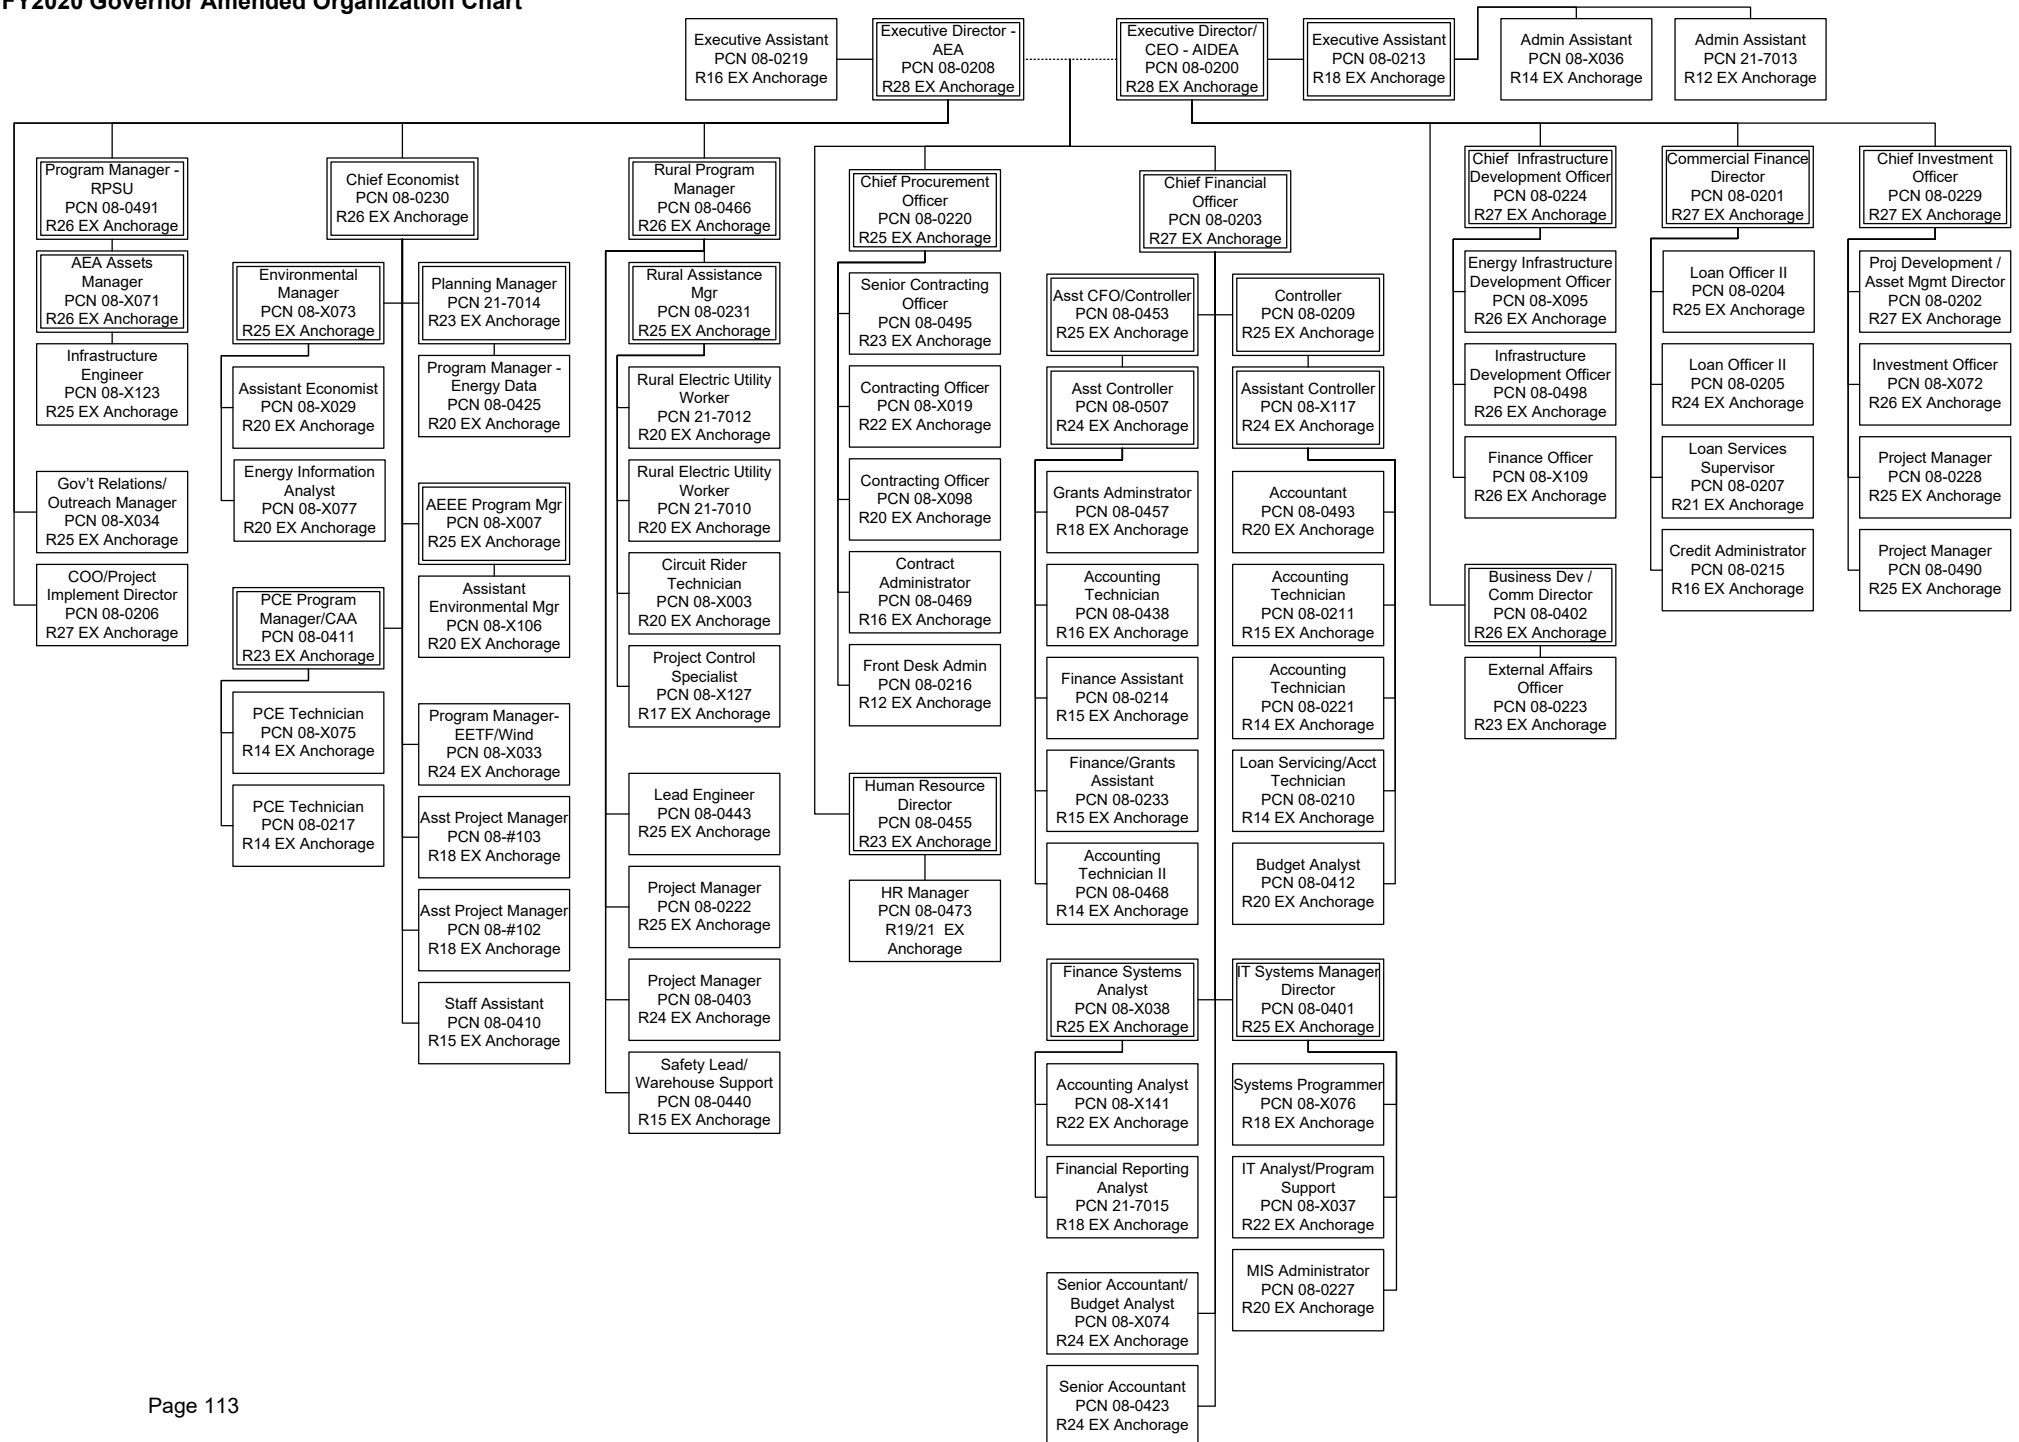 FY2020 Governor Amended Organization Chart
Executive Assistant
PCN 08-0219
R16 EX Anchorage
Executive Director -
AEA
PCN 08-0208
R28 EX Anchorage
Executive Director/
CEO - AIDEA
PCN 08-0200
R28 EX Anchorage
Executive Assistant
PCN 08-0213
R18 EX Anchorage
Admin Assistant
PCN 08-X036
R14 EX Anchorage
Admin Assistant
PCN 21-7013
R12 EX Anchorage
Program Manager -
RPSU
PCN 08-0491
R26 EX Anchorage
AEA Assets
Manager
PCN 08-X071
R26 EX Anchorage
Infrastructure
Engineer
PCN 08-X123
R25 EX Anchorage
Gov't Relations/
Outreach Manager
PCN 08-X034
R25 EX Anchorage
COO/Project
Implement Director
PCN 08-0206
R27 EX Anchorage
Chief Economist
PCN 08-0230
R26 EX Anchorage
Environmental
Manager
PCN 08-X073
R25 EX Anchorage
Assistant Economist
PCN 08-X029
R20 EX Anchorage
Energy Information
Analyst
PCN 08-X077
R20 EX Anchorage
PCE Program
Manager/CAA
PCN 08-0411
R23 EX Anchorage
PCE Technician
PCN 08-X075
R14 EX Anchorage
PCE Technician
PCN 08-0217
R14 EX Anchorage
Planning Manager
PCN 21-7014
R23 EX Anchorage
Program Manager -
Energy Data
PCN 08-0425
R20 EX Anchorage
AEEE Program Mgr
PCN 08-X007
R25 EX Anchorage
Assistant
Environmental Mgr
PCN 08-X106
R20 EX Anchorage
Program Manager-
EETF/Wind
PCN 08-X033
R24 EX Anchorage
Asst Project Manager
PCN 08-#103
R18 EX Anchorage
Asst Project Manager
PCN 08-#102
R18 EX Anchorage
Staff Assistant
PCN 08-0410
R15 EX Anchorage
Rural Program
Manager
PCN 08-0466
R26 EX Anchorage
Rural Assistance
Mgr
PCN 08-0231
R25 EX Anchorage
Rural Electric Utility
Worker
PCN 21-7012
R20 EX Anchorage
Rural Electric Utility
Worker
PCN 21-7010
R20 EX Anchorage
Circuit Rider
Technician
PCN 08-X003
R20 EX Anchorage
Project Control
Specialist
PCN 08-X127
R17 EX Anchorage
Lead Engineer
PCN 08-0443
R25 EX Anchorage
Project Manager
PCN 08-0222
R25 EX Anchorage
Project Manager
PCN 08-0403
R24 EX Anchorage
Safety Lead/
Warehouse Support
PCN 08-0440
R15 EX Anchorage
Chief Procurement
Officer
PCN 08-0220
R25 EX Anchorage
Senior Contracting
Officer
PCN 08-0495
R23 EX Anchorage
Contracting Officer
PCN 08-X019
R22 EX Anchorage
Contracting Officer
PCN 08-X098
R20 EX Anchorage
Contract
Administrator
PCN 08-0469
R16 EX Anchorage
Front Desk Admin
PCN 08-0216
R12 EX Anchorage
Human Resource
Director
PCN 08-0455
R23 EX Anchorage
HR Manager
PCN 08-0473
R19/21 EX
Anchorage
Chief Financial
Officer
PCN 08-0203
R27 EX Anchorage
Asst CFO/Controller
PCN 08-0453
R25 EX Anchorage
Asst Controller
PCN 08-0507
R24 EX Anchorage
Grants Adminstrator
PCN 08-0457
R18 EX Anchorage
Accounting
Technician
PCN 08-0438
R16 EX Anchorage
Finance Assistant
PCN 08-0214
R15 EX Anchorage
Finance/Grants
Assistant
PCN 08-0233
R15 EX Anchorage
Accounting
Technician II
PCN 08-0468
R14 EX Anchorage
Finance Systems
Analyst
PCN 08-X038
R25 EX Anchorage
Accounting Analyst
PCN 08-X141
R22 EX Anchorage
Financial Reporting
Analyst
PCN 21-7015
R18 EX Anchorage
Senior Accountant/
Budget Analyst
PCN 08-X074
R24 EX Anchorage
Senior Accountant
PCN 08-0423
R24 EX Anchorage
Controller
PCN 08-0209
R25 EX Anchorage
Assistant Controller
PCN 08-X117
R24 EX Anchorage
Accountant
PCN 08-0493
R20 EX Anchorage
Accounting
Technician
PCN 08-0211
R15 EX Anchorage
Accounting
Technician
PCN 08-0221
R14 EX Anchorage
Loan Servicing/Acct
Technician
PCN 08-0210
R14 EX Anchorage
Budget Analyst
PCN 08-0412
R20 EX Anchorage
IT Systems Manager
Director
PCN 08-0401
R25 EX Anchorage
Systems Programmer
PCN 08-X076
R18 EX Anchorage
IT Analyst/Program
Support
PCN 08-X037
R22 EX Anchorage
MIS Administrator
PCN 08-0227
R20 EX Anchorage
Chief Infrastructure
Development Officer
PCN 08-0224
R27 EX Anchorage
Energy Infrastructure
Development Officer
PCN 08-X095
R26 EX Anchorage
Infrastructure
Development Officer
PCN 08-0498
R26 EX Anchorage
Finance Officer
PCN 08-X109
R26 EX Anchorage
Business Dev /
Comm Director
PCN 08-0402
R26 EX Anchorage
External Affairs
Officer
PCN 08-0223
R23 EX Anchorage
Commercial Finance
Director
PCN 08-0201
R27 EX Anchorage
Loan Officer II
PCN 08-0204
R25 EX Anchorage
Loan Officer II
PCN 08-0205
R24 EX Anchorage
Loan Services
Supervisor
PCN 08-0207
R21 EX Anchorage
Credit Administrator
PCN 08-0215
R16 EX Anchorage
Chief Investment
Officer
PCN 08-0229
R27 EX Anchorage
Proj Development /
Asset Mgmt Director
PCN 08-0202
R27 EX Anchorage
Investment Officer
PCN 08-X072
R26 EX Anchorage
Project Manager
PCN 08-0228
R25 EX Anchorage
Project Manager
PCN 08-0490
R25 EX Anchorage
Page 113